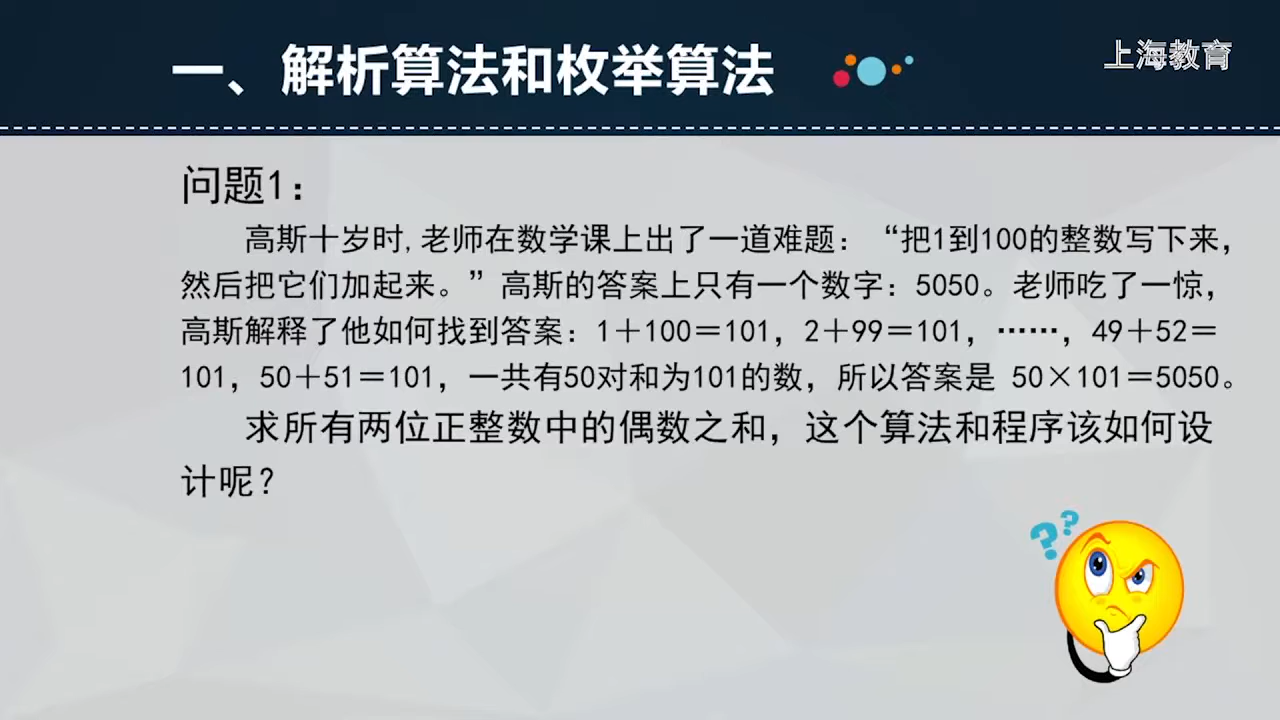 一、解析算法和枚举算法
上海教育
问题1：
高斯十岁时,老师在数学课上出了一道难题：“把1到100的整数写下来，
然后把它们加起来。”高斯的答案上只有一个数字：5050。老师吃了一惊，
高斯解释了他如何找到答案：1＋100＝101，2＋99＝101，……，49＋52＝
101，50＋51＝101，一共有50对和为101的数，所以答案是 50×101＝5050。
求所有两位正整数中的偶数之和，这个算法和程序该如何设
计呢？
? ?